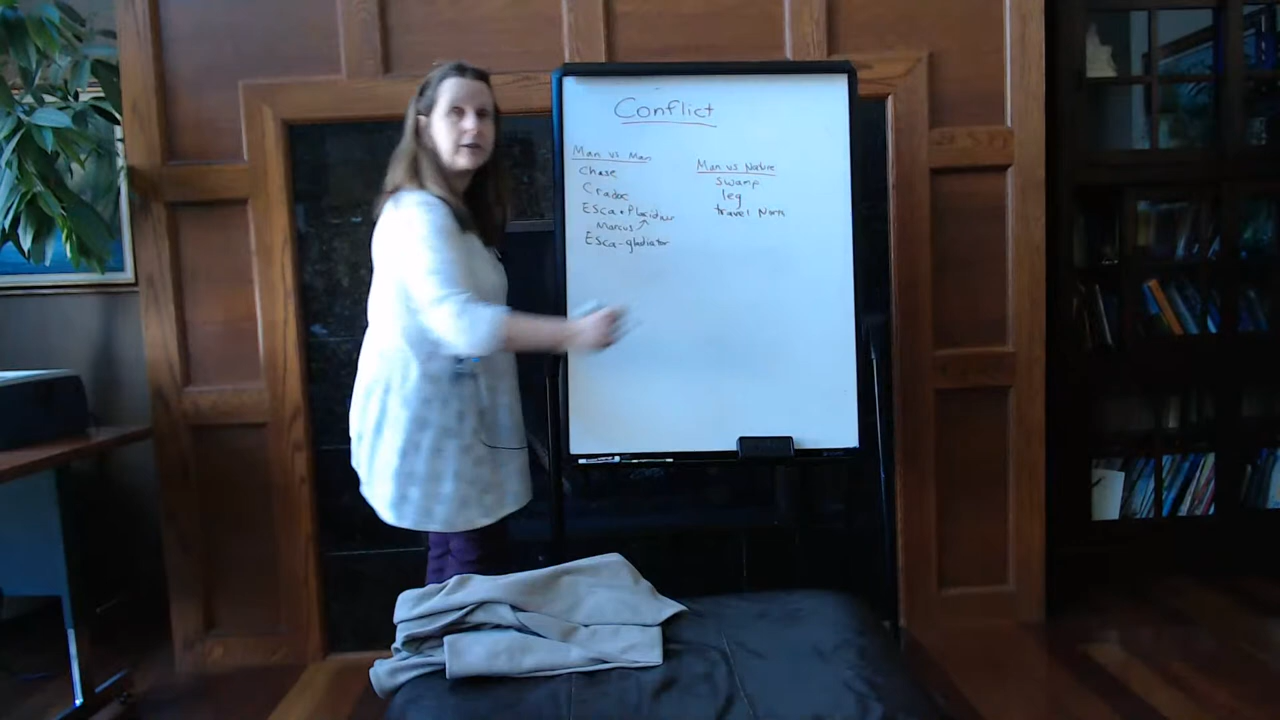 Conflict
Man vs Man
Chase
Cradoc
Esca + Placidus
Marcus ↗
Esca - gladiator
Man vs Nature
swamp
leg
travel North